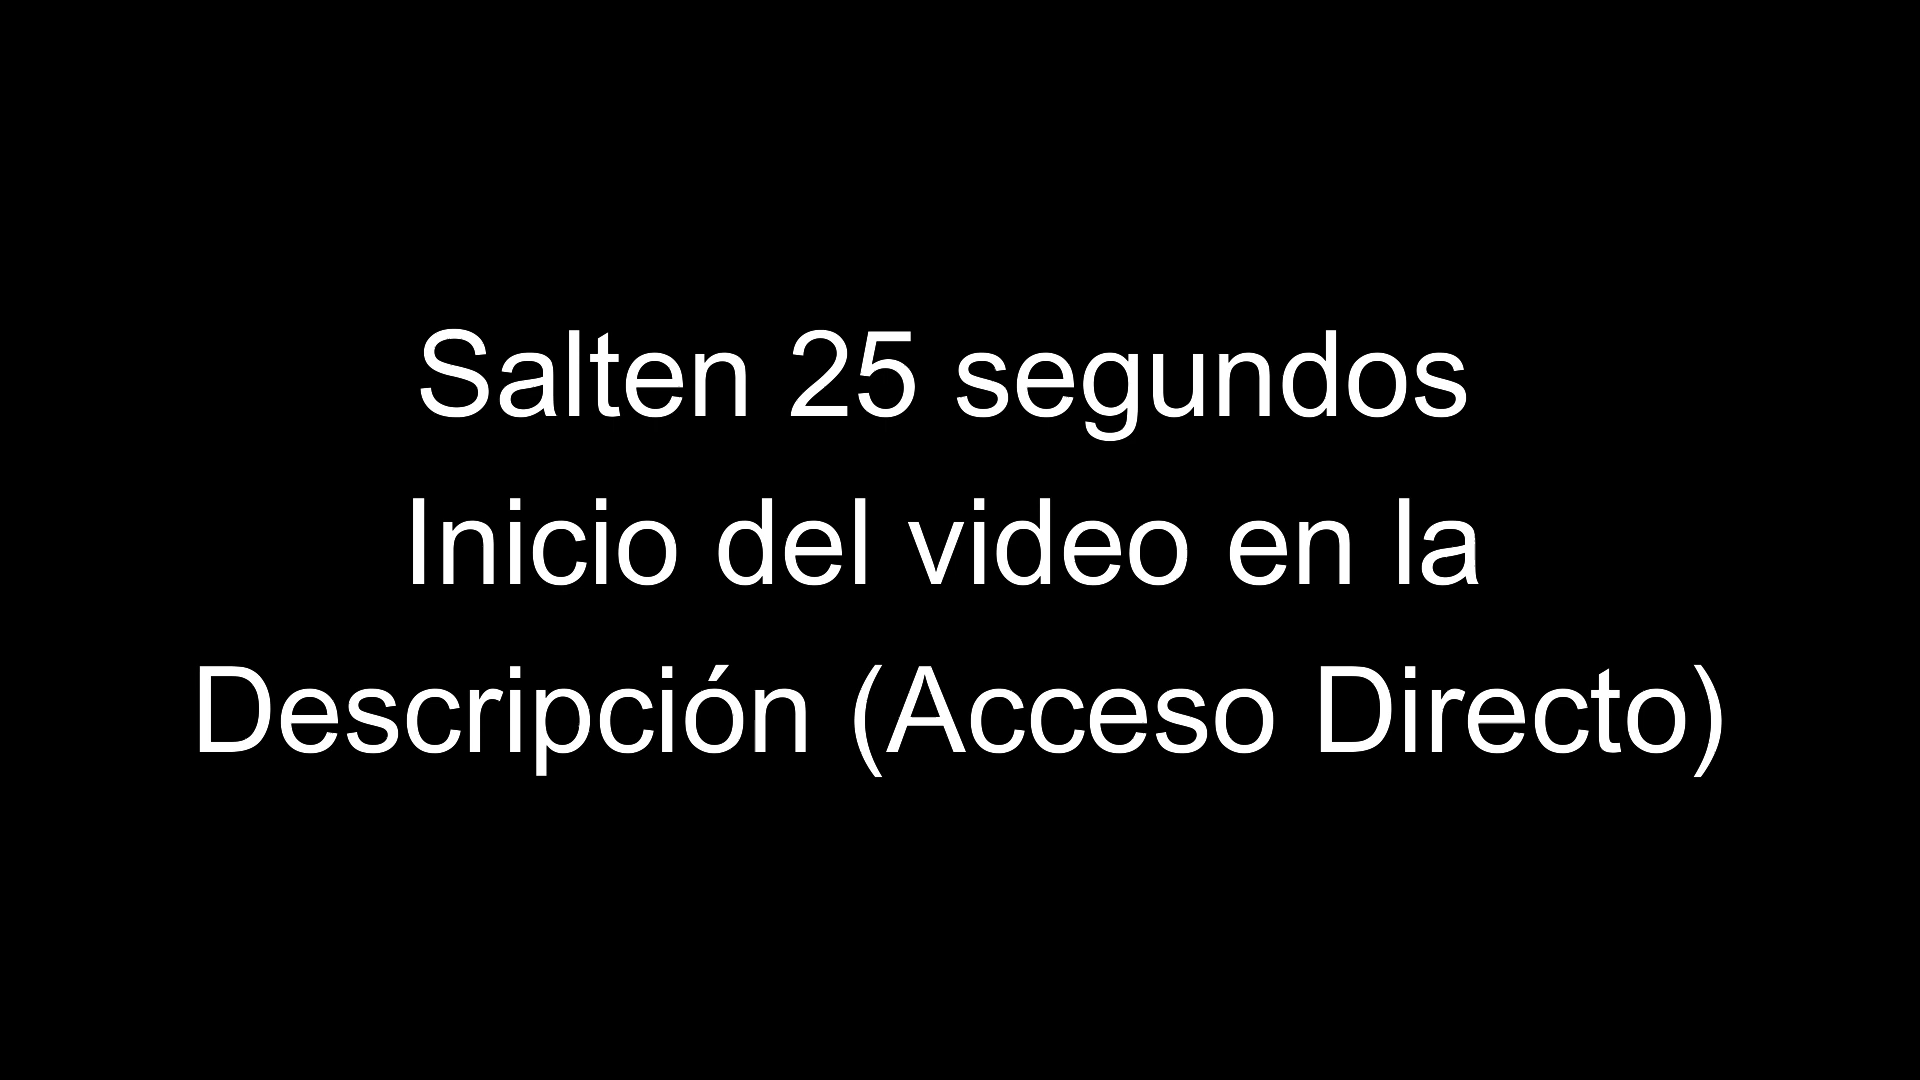 Salten 25 segundos
Inicio del video en la
Descripción (Acceso Directo)